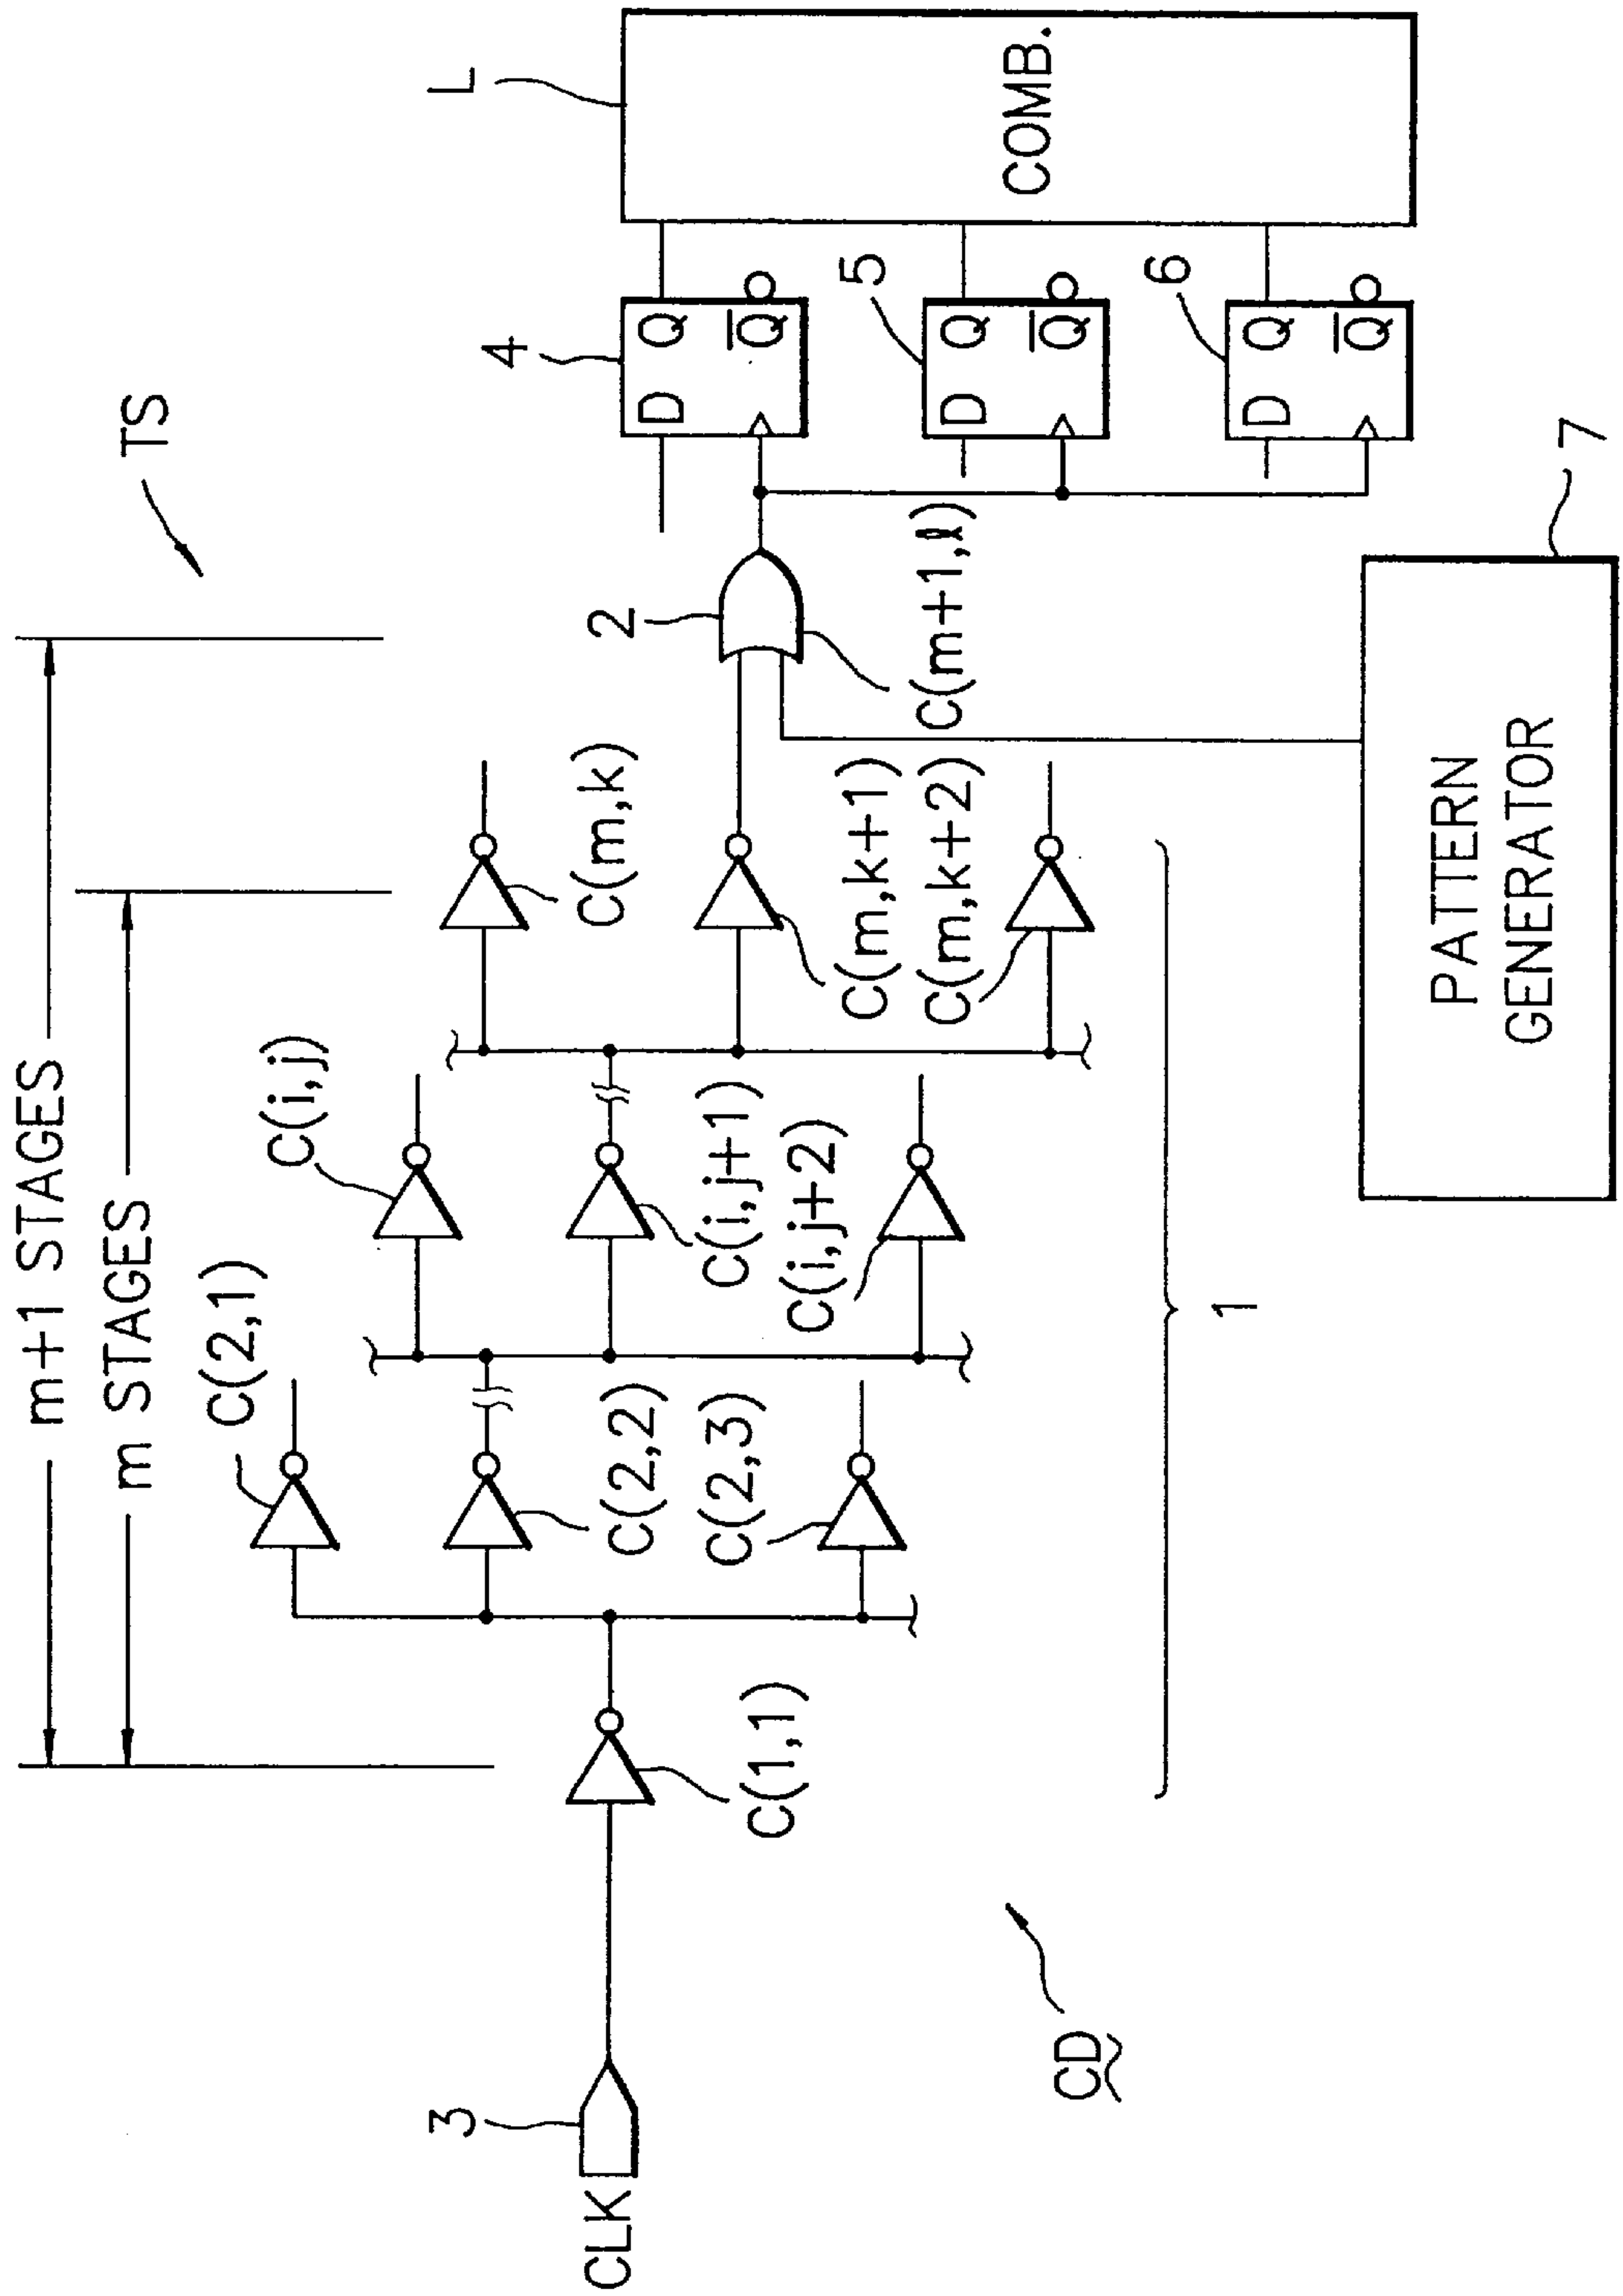 m+1 STAGES
m STAGES
TS
C(2,1)
C(i,j)
C(m,k)
3
CLK
C(1,1)
C(2,2)
C(2,3)
C(i,j+1)
C(i,j+2)
C(m,k+1)
C(m,k+2)
2
C(m+1,ℓ)
4
D Q
Q̅
5
D Q
Q̅
6
D Q
Q̅
L
COMB.
1
CD
PATTERN
GENERATOR
7